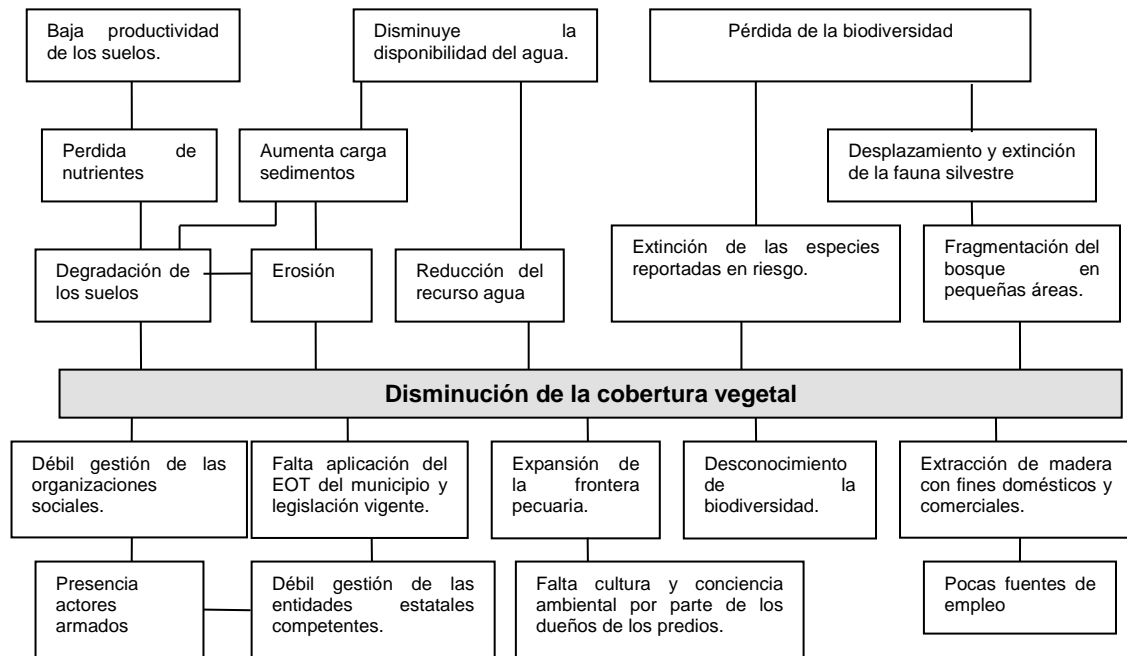 Baja productividad
de los suelos.
Disminuye la
disponibilidad del agua.
Pérdida de la biodiversidad
Perdida de
nutrientes
Aumenta carga
sedimentos
Desplazamiento y extinción
de la fauna silvestre
Degradación de
los suelos
Erosión
Reducción del
recurso agua
Extinción de las especies
reportadas en riesgo.
Fragmentación del
bosque en
pequeñas áreas.
Disminución de la cobertura vegetal
Débil gestión de las
organizaciones
sociales.
Falta aplicación del
EOT del municipio y
legislación vigente.
Expansión de
la frontera
pecuaria.
Desconocimiento
de la
biodiversidad.
Extracción de madera
con fines domésticos y
comerciales.
Presencia
actores
armados
Débil gestión de las
entidades estatales
competentes.
Falta cultura y conciencia
ambiental por parte de los
dueños de los predios.
Pocas fuentes de
empleo